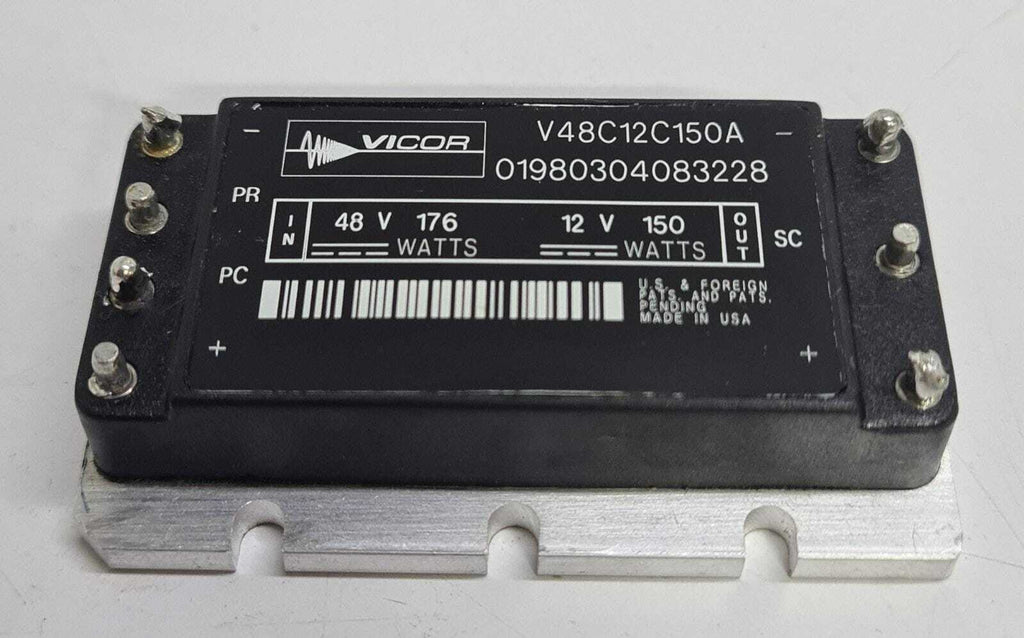 − VICOR V48C12C150A −
01980304083228
PR
IN 48 V 176 WATTS 12 V 150 WATTS OUT SC
PC
U.S. & FOREIGN
PATS. AND PATS.
PENDING
MADE IN USA
+ +